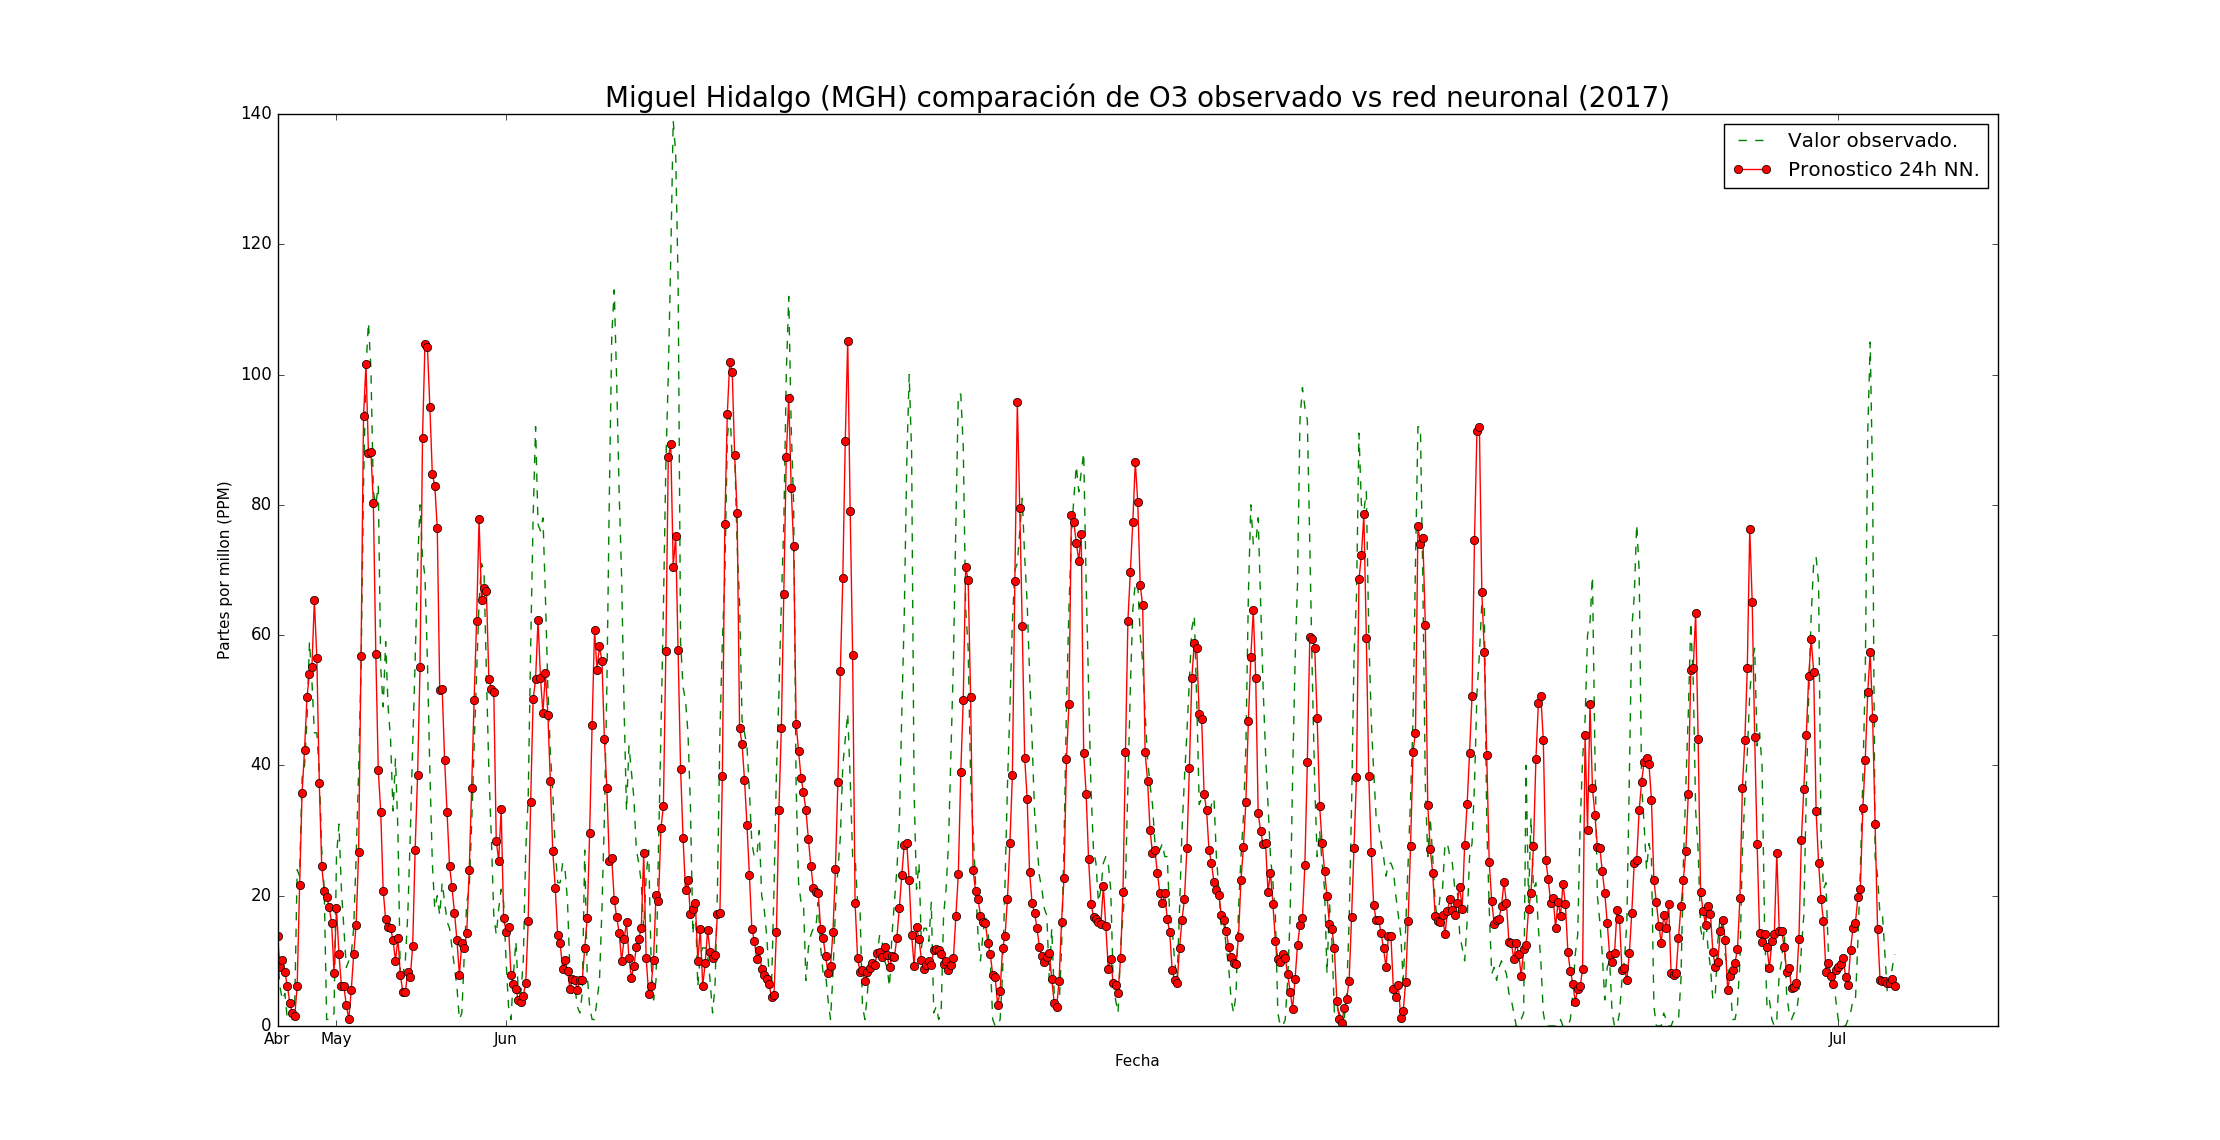 Miguel Hidalgo (MGH) comparación de O3 observado vs red neuronal (2017)
140
120
100
80
60
40
20
0
Partes por millon (PPM)
Valor observado.
Pronostico 24h NN.
Abr May Jun Jul
Fecha